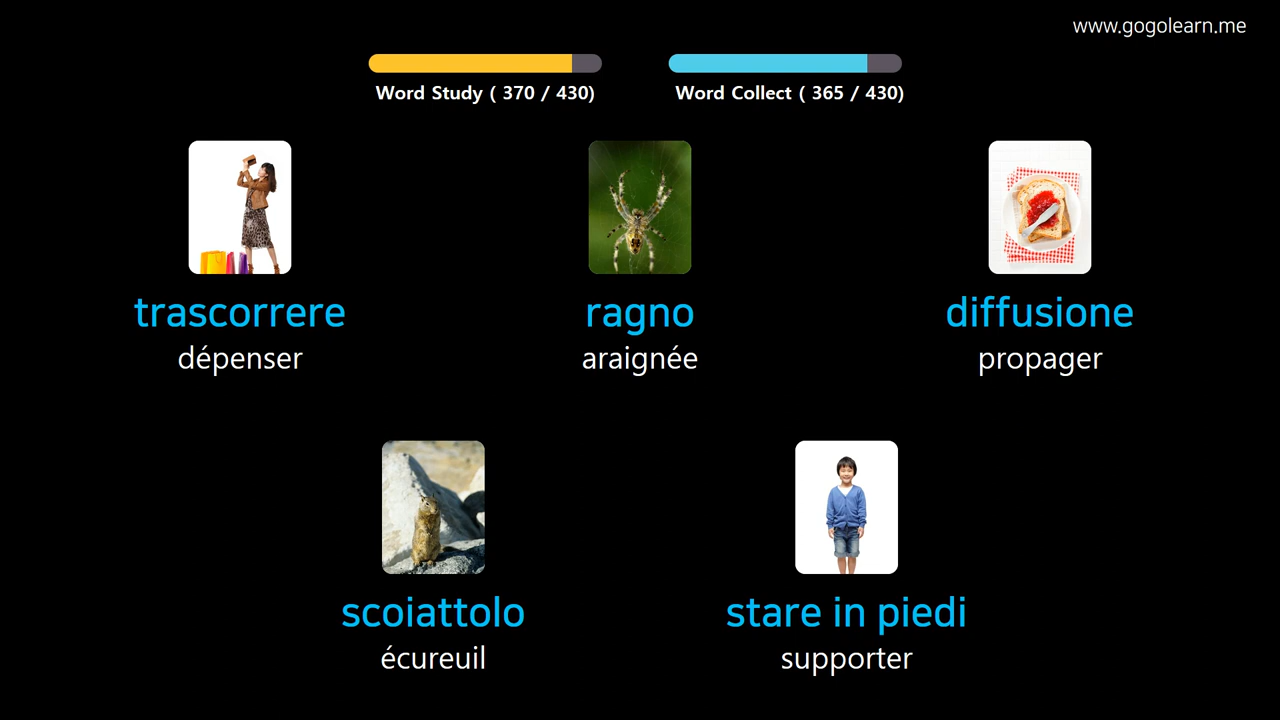 www.gogolearn.me
Word Study ( 370 / 430)
Word Collect ( 365 / 430)
trascorrere
dépenser
ragno
araignée
diffusione
propager
scoiattolo
écureuil
stare in piedi
supporter